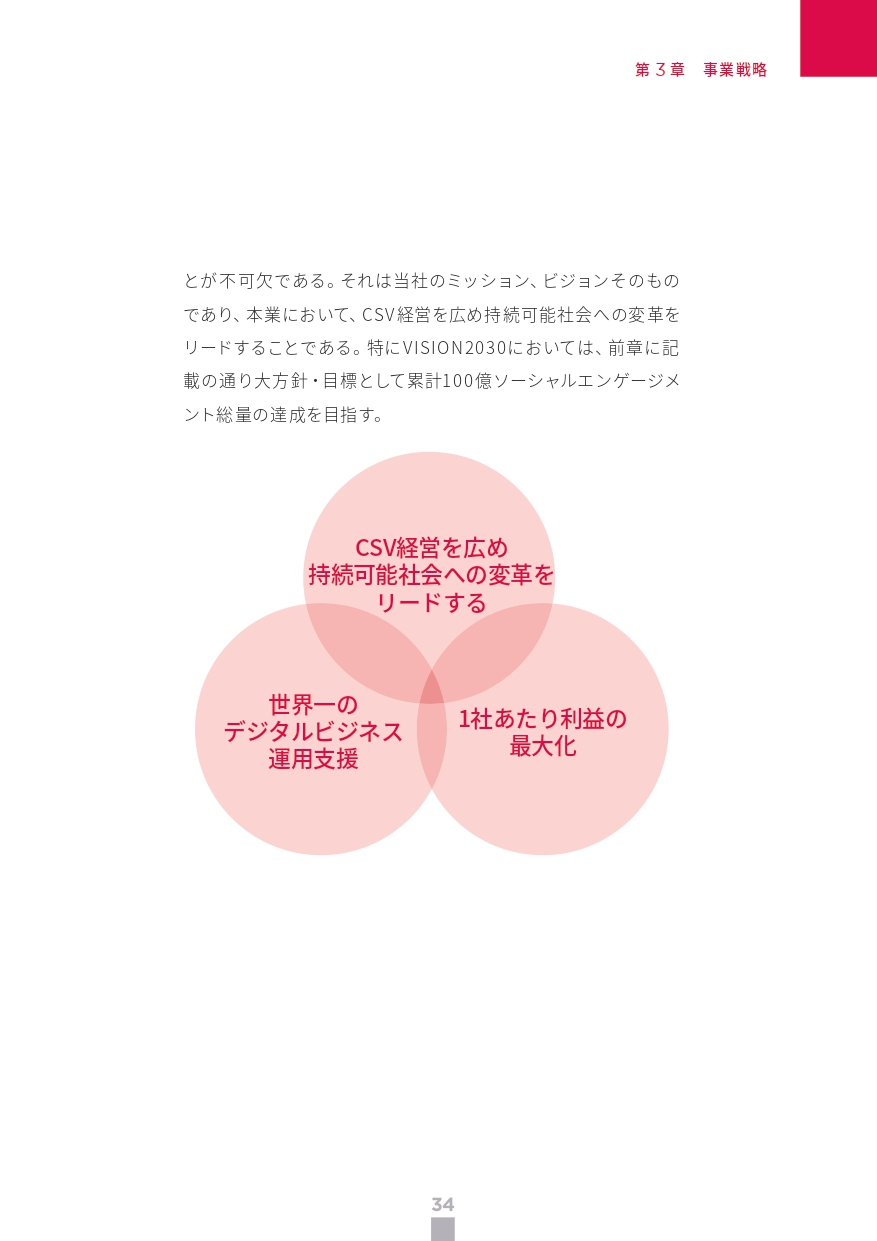 第３章　事業戦略
とが不可欠である。それは当社のミッション、ビジョンそのもの
であり、本業において、CSV経営を広め持続可能社会への変革を
リードすることである。特にVISION2030においては、前章に記
載の通り大方針・目標として累計100億ソーシャルエンゲージメ
ント総量の達成を目指す。
CSV経営を広め
持続可能社会への変革を
リードする
世界一の
デジタルビジネス
運用支援
1社あたり利益の
最大化
34